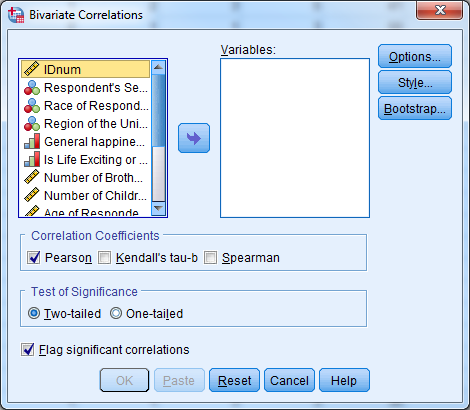 Bivariate Correlations
Variables:
IDnum
Respondent's Se...
Race of Respond...
Region of the Uni...
General happine...
Is Life Exciting or ...
Number of Broth...
Number of Childr...
Age of Responde...
Options...
Style...
Bootstrap...
Correlation Coefficients
Pearson Kendall's tau-b Spearman
Test of Significance
Two-tailed One-tailed
Flag significant correlations
OK Paste Reset Cancel Help